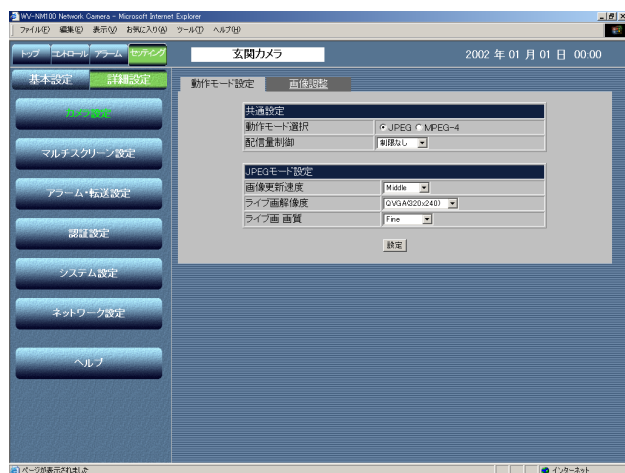 WV-NM100 Network Camera - Microsoft Internet Explorer
ファイル(F) 編集(E) 表示(V) お気に入り(A) ツール(T) ヘルプ(H)
トップ コントロール アラーム セッティング 玄関カメラ 2002 年 01 月 01 日 00:00
基本設定 詳細設定
動作モード設定 画像調整
カメラ設定
マルチスクリーン設定
アラーム・転送設定
認証設定
システム設定
ネットワーク設定
ヘルプ
共通設定
動作モード選択 JPEG MPEG-4
配信量制御 制限なし
JPEGモード設定
画像更新速度 Middle
ライブ画解像度 QVGA(320x240)
ライブ画 画質 Fine
設定
ページが表示されました インターネット